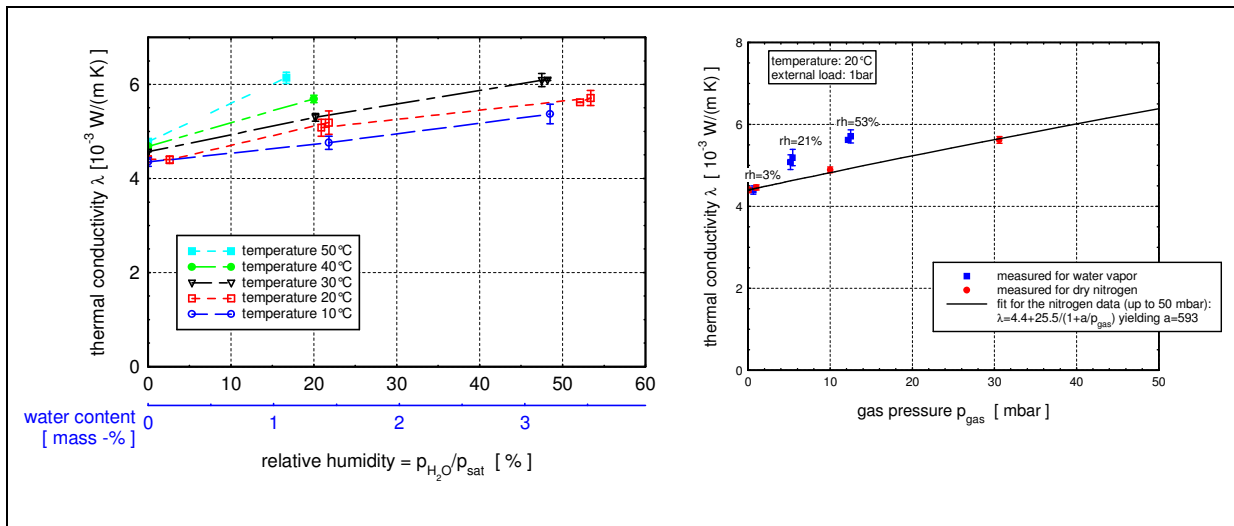 thermal conductivity λ [10⁻³ W/(m K) ]
6
4
2
0
temperature 50°C
temperature 40°C
temperature 30°C
temperature 20°C
temperature 10°C
0 10 20 30 40 50 60
water content
[ mass -% ]
0 1 2 3
relative humidity = p_H₂O/p_sat [ % ]
thermal conductivity λ [ 10⁻³ W/(m K) ]
8
6
4
2
0
temperature: 20°C
external load: 1bar
rh=53%
rh=21%
rh=3%
measured for water vapor
measured for dry nitrogen
fit for the nitrogen data (up to 50 mbar):
λ=4.4+25.5/(1+a/p_gas) yielding a=593
0 10 20 30 40 50
gas pressure p_gas [ mbar ]